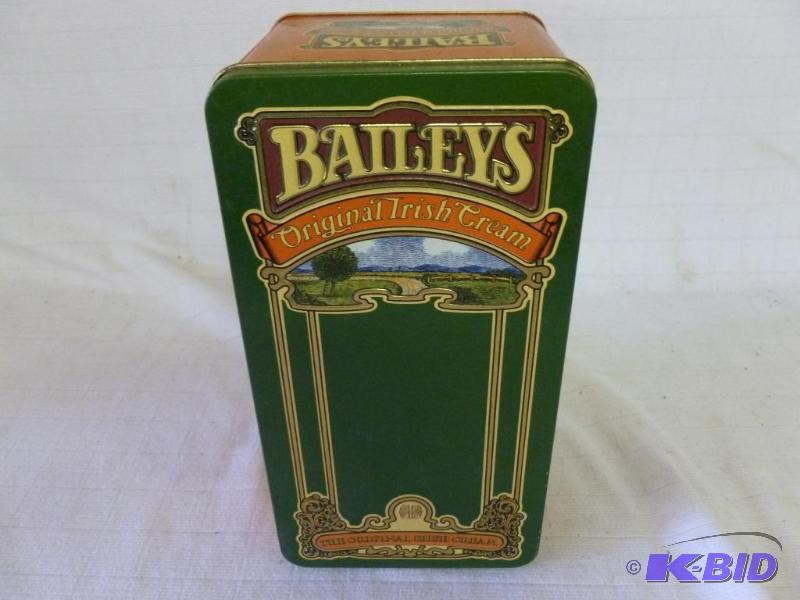 BAILEYS
BAILEYS
Original Irish Cream
THE ORIGINAL IRISH CREAM
© K-BID